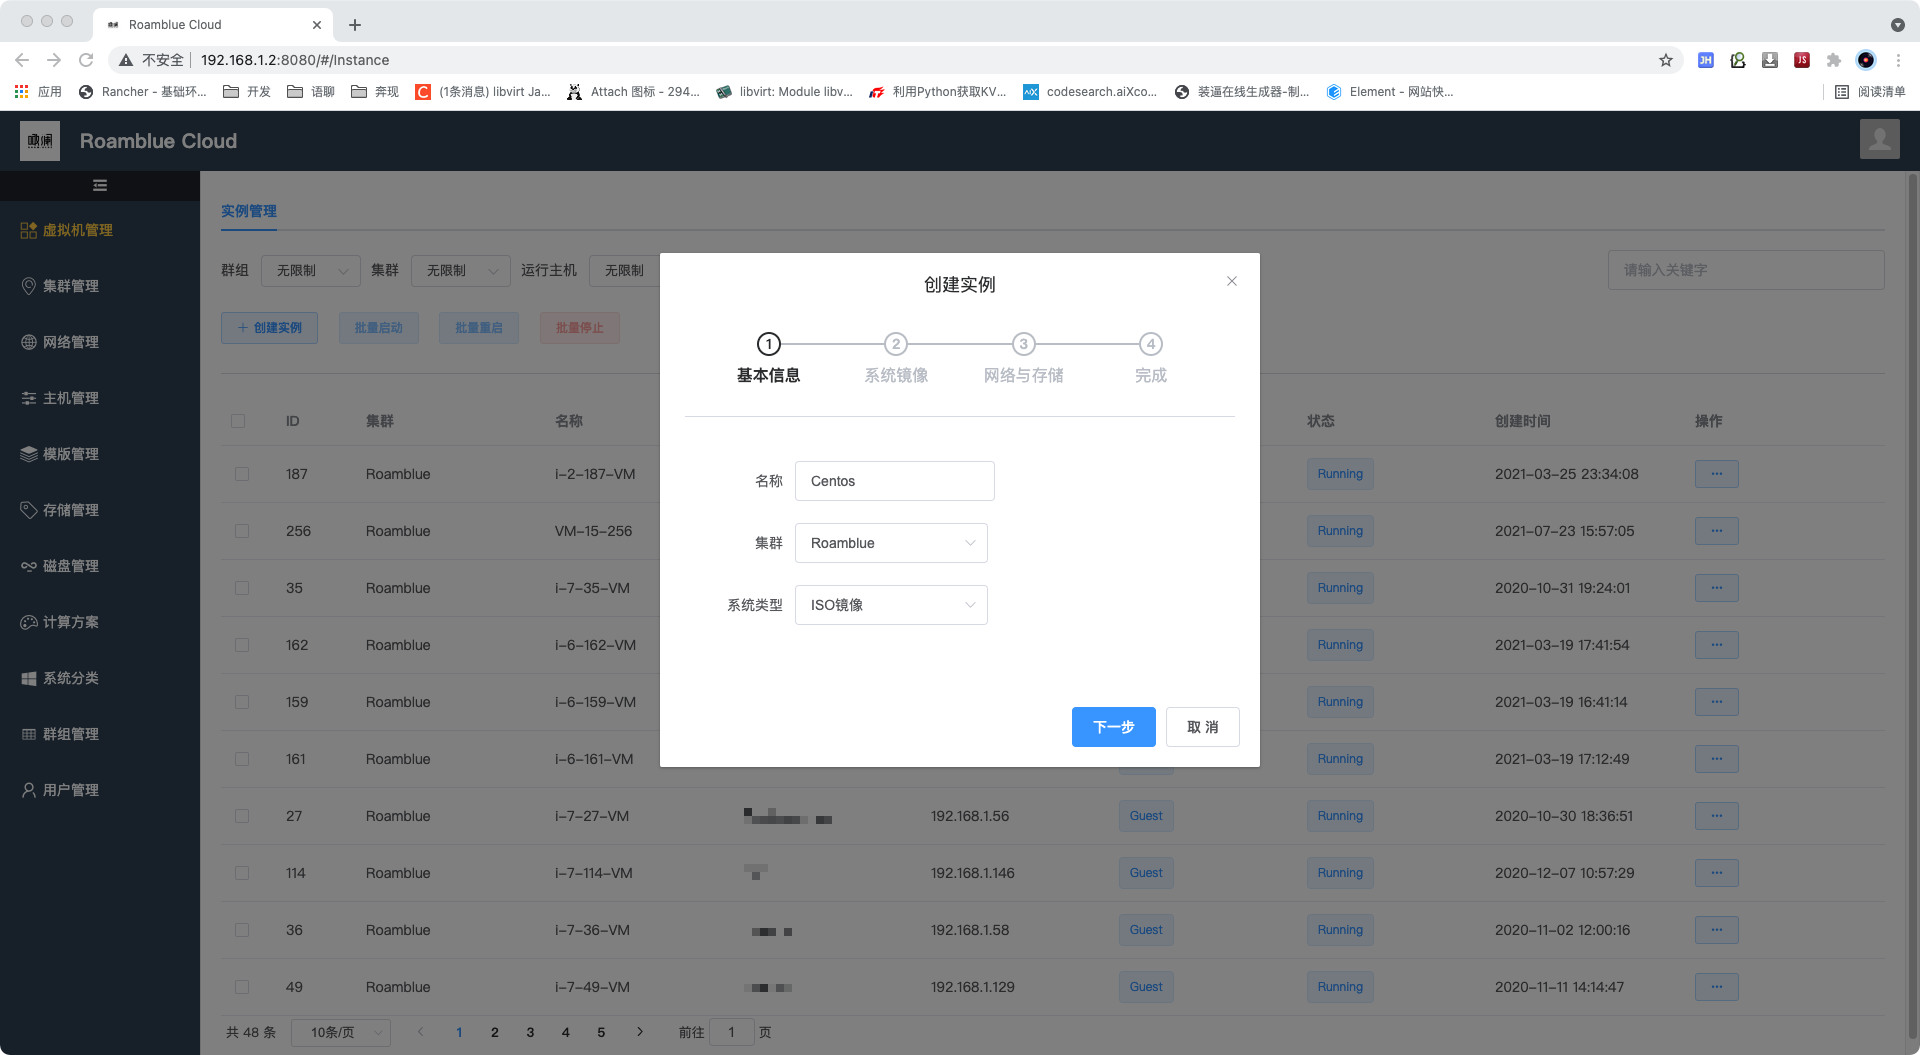 Roamblue Cloud
不安全 192.168.1.2:8080/#/Instance
应用 Rancher - 基础环... 开发 语聊 奔现 (1条消息) libvirt Ja... Attach 图标 - 294... libvirt: Module libv... 利用Python获取KV... codesearch.aiXco... 装逼在线生成器-制... Element - 网站快... 阅读清单
Roamblue Cloud
虚拟机管理
集群管理
网络管理
主机管理
模版管理
存储管理
磁盘管理
计算方案
系统分类
群组管理
用户管理
实例管理
群组 无限制 集群 无限制 运行主机 无限制 请输入关键字
创建实例 批量启动 批量重启 批量停止
创建实例
1 2 3 4
基本信息 系统镜像 网络与存储 完成
名称 Centos
集群 Roamblue
系统类型 ISO镜像
下一步 取 消
ID 集群 名称 状态 创建时间 操作
187 Roamblue i-2-187-VM Running 2021-03-25 23:34:08 ...
256 Roamblue VM-15-256 Running 2021-07-23 15:57:05 ...
35 Roamblue i-7-35-VM Running 2020-10-31 19:24:01 ...
162 Roamblue i-6-162-VM Running 2021-03-19 17:41:54 ...
159 Roamblue i-6-159-VM Running 2021-03-19 16:41:14 ...
161 Roamblue i-6-161-VM Running 2021-03-19 17:12:49 ...
27 Roamblue i-7-27-VM 192.168.1.56 Guest Running 2020-10-30 18:36:51 ...
114 Roamblue i-7-114-VM 192.168.1.146 Guest Running 2020-12-07 10:57:29 ...
36 Roamblue i-7-36-VM 192.168.1.58 Guest Running 2020-11-02 12:00:16 ...
49 Roamblue i-7-49-VM 192.168.1.129 Guest Running 2020-11-11 14:14:47 ...
共 48 条 10条/页 1 2 3 4 5 前往 1 页